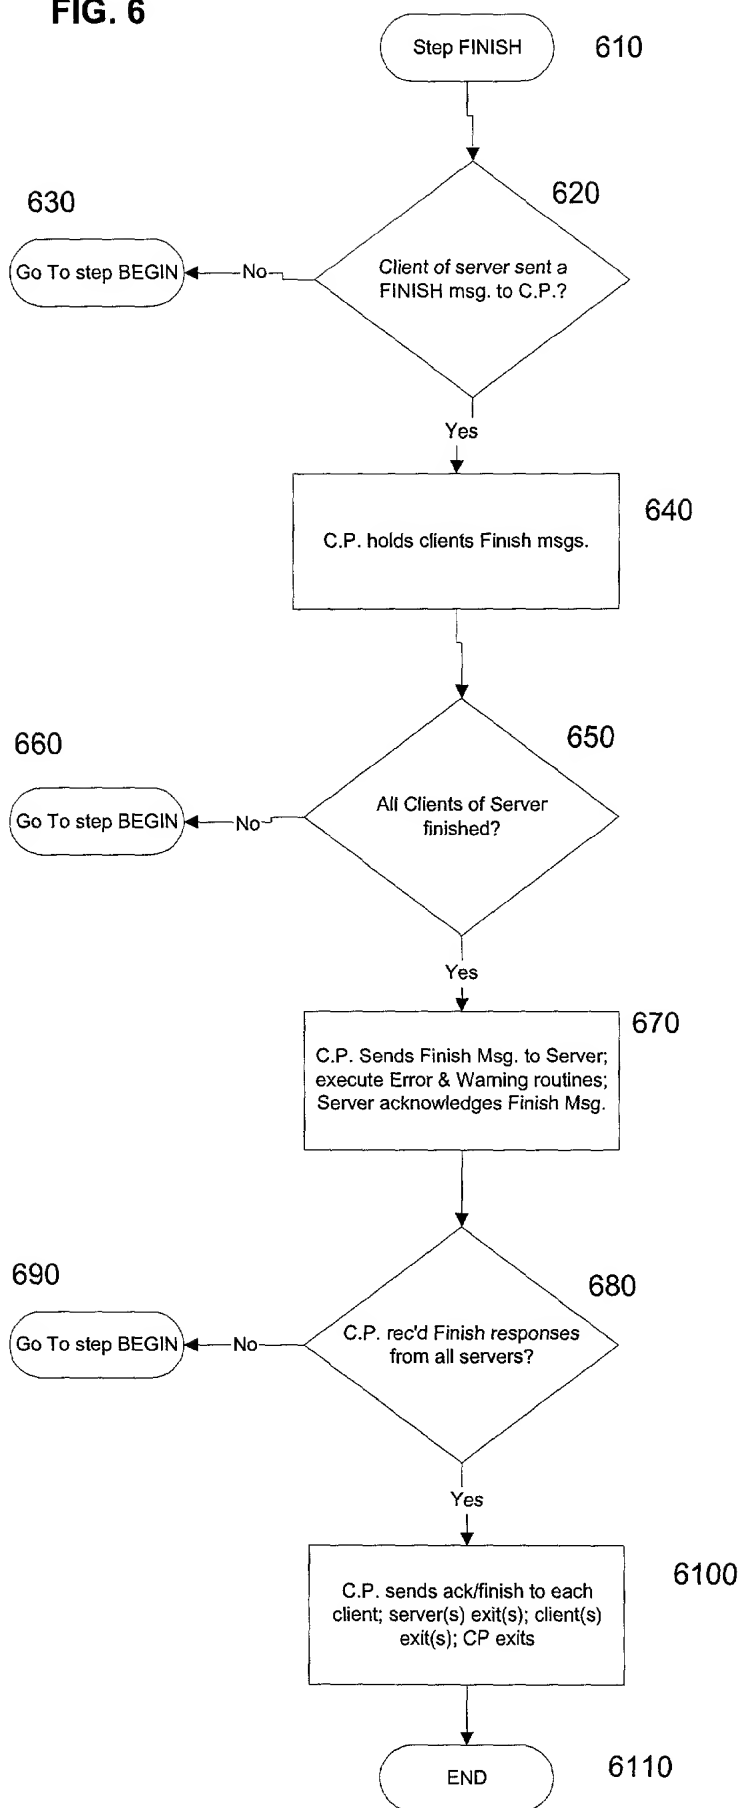 FIG. 6
Step FINISH
610
620
630
Client of server sent a
FINISH msg. to C.P.?
Go To step BEGIN
No
Yes
640
C.P. holds clients Finish msgs.
650
660
All Clients of Server
finished?
Go To step BEGIN
No
Yes
670
C.P. Sends Finish Msg. to Server;
execute Error & Warning routines;
Server acknowledges Finish Msg.
680
690
C.P. rec'd Finish responses
from all servers?
Go To step BEGIN
No
Yes
6100
C.P. sends ack/finish to each
client; server(s) exit(s); client(s)
exit(s); CP exits
END
6110